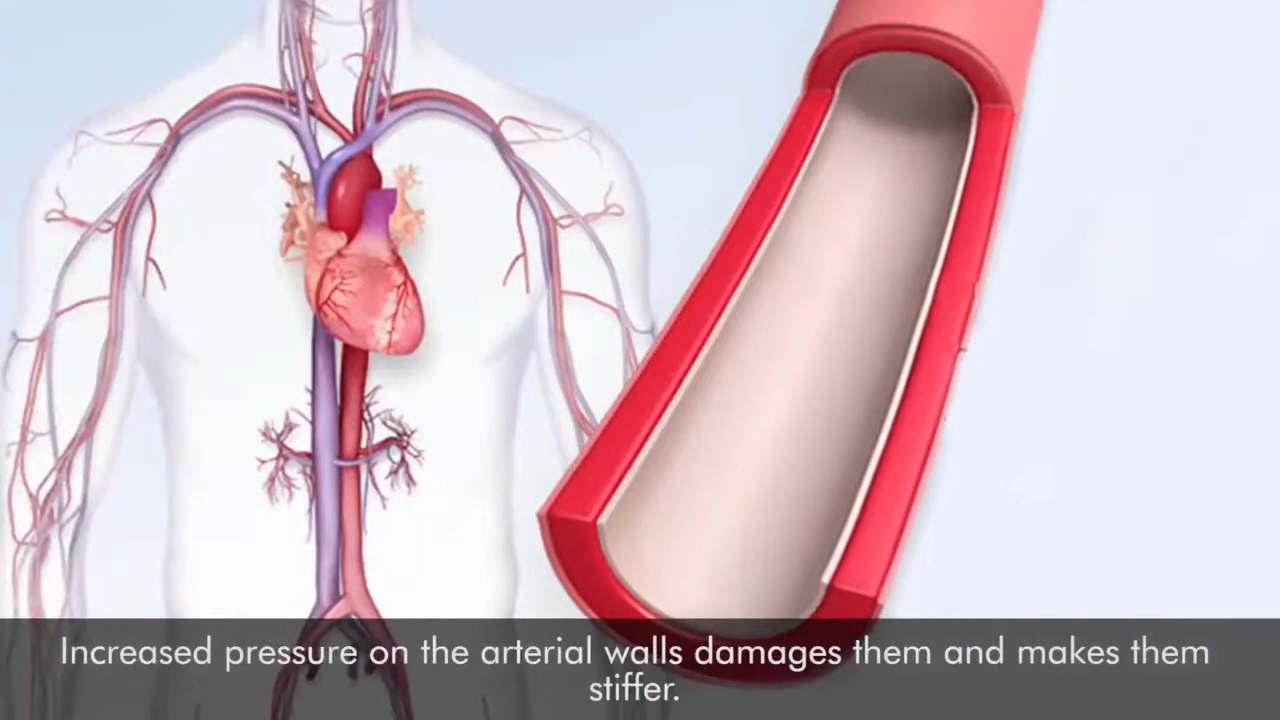 Increased pressure on the arterial walls damages them and makes them
stiffer.